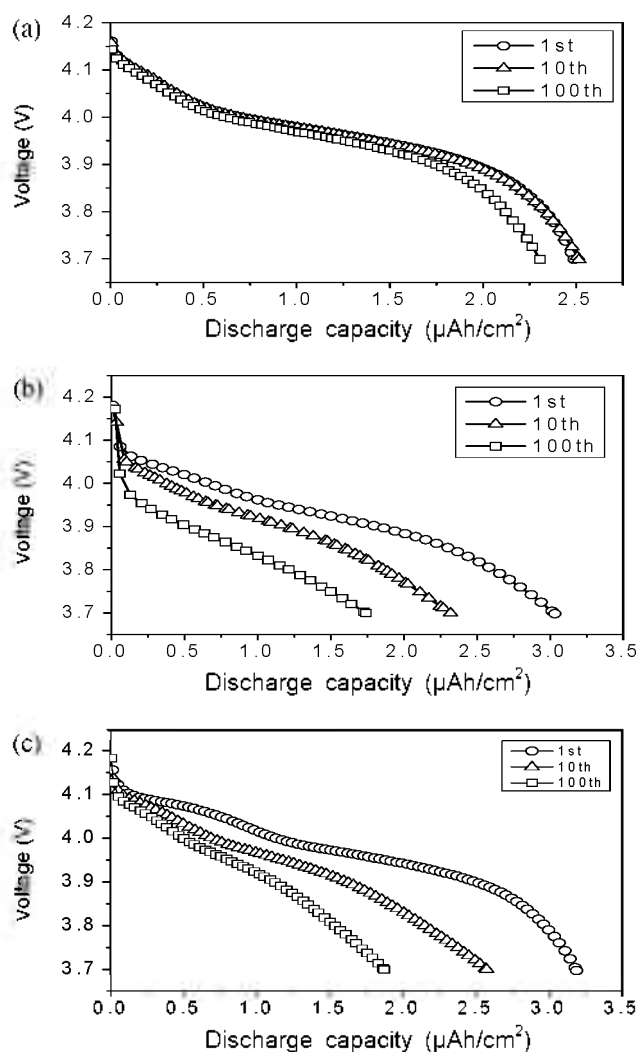 (a)
4.2
4.1
4.0
3.9
3.8
3.7
Voltage (V)
1st
10th
100th
0.0 0.5 1.0 1.5 2.0 2.5
Discharge capacity (μAh/cm²)
(b)
4.2
4.1
4.0
3.9
3.8
3.7
Voltage (V)
1st
10th
100th
0.0 0.5 1.0 1.5 2.0 2.5 3.0 3.5
Discharge capacity (μAh/cm²)
(c)
4.2
4.1
4.0
3.9
3.8
3.7
Voltage (V)
1st
10th
100th
0.0 0.5 1.0 1.5 2.0 2.5 3.0 3.5
Discharge capacity (μAh/cm²)